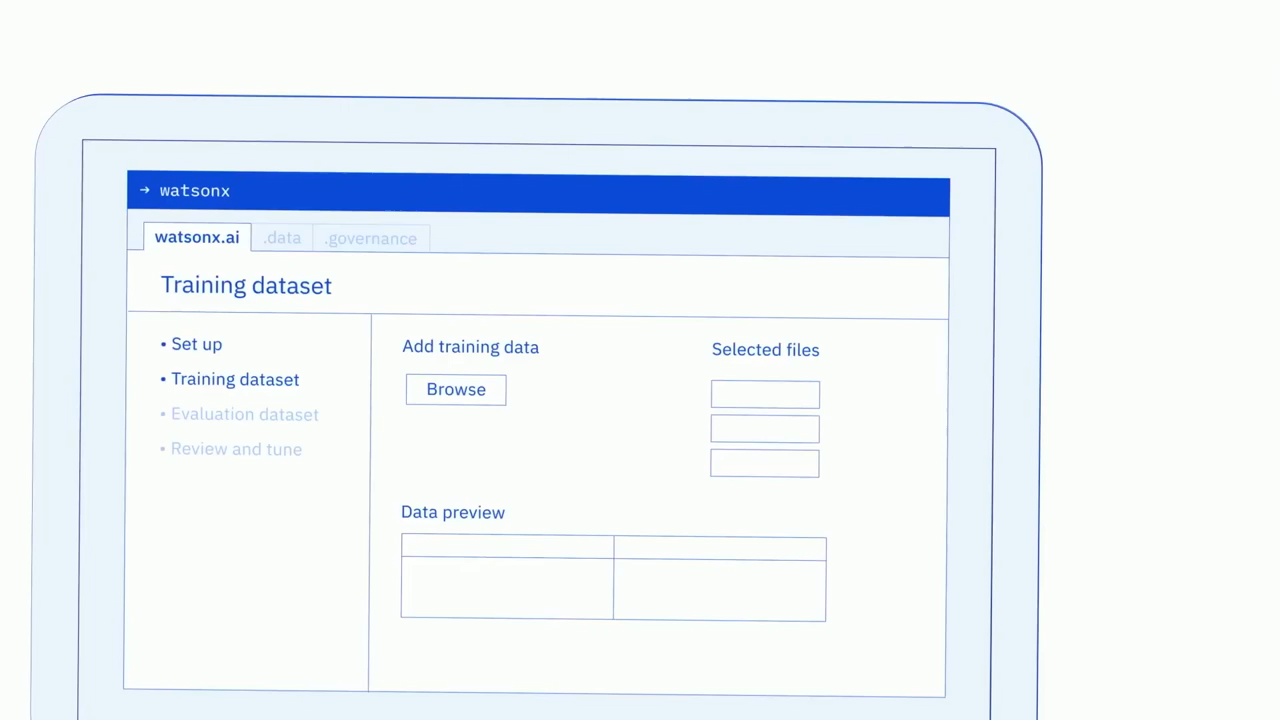 → watsonx
watsonx.ai .data .governance
Training dataset
• Set up
• Training dataset
• Evaluation dataset
• Review and tune
Add training data
Browse
Selected files
Data preview